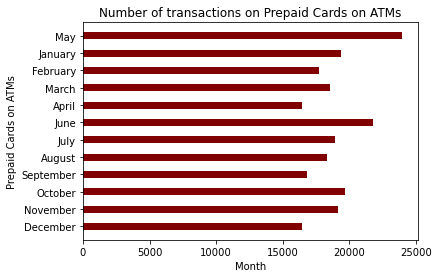 Number of transactions on Prepaid Cards on ATMs
Prepaid Cards on ATMs
May
January
February
March
April
June
July
August
September
October
November
December
0 5000 10000 15000 20000 25000
Month